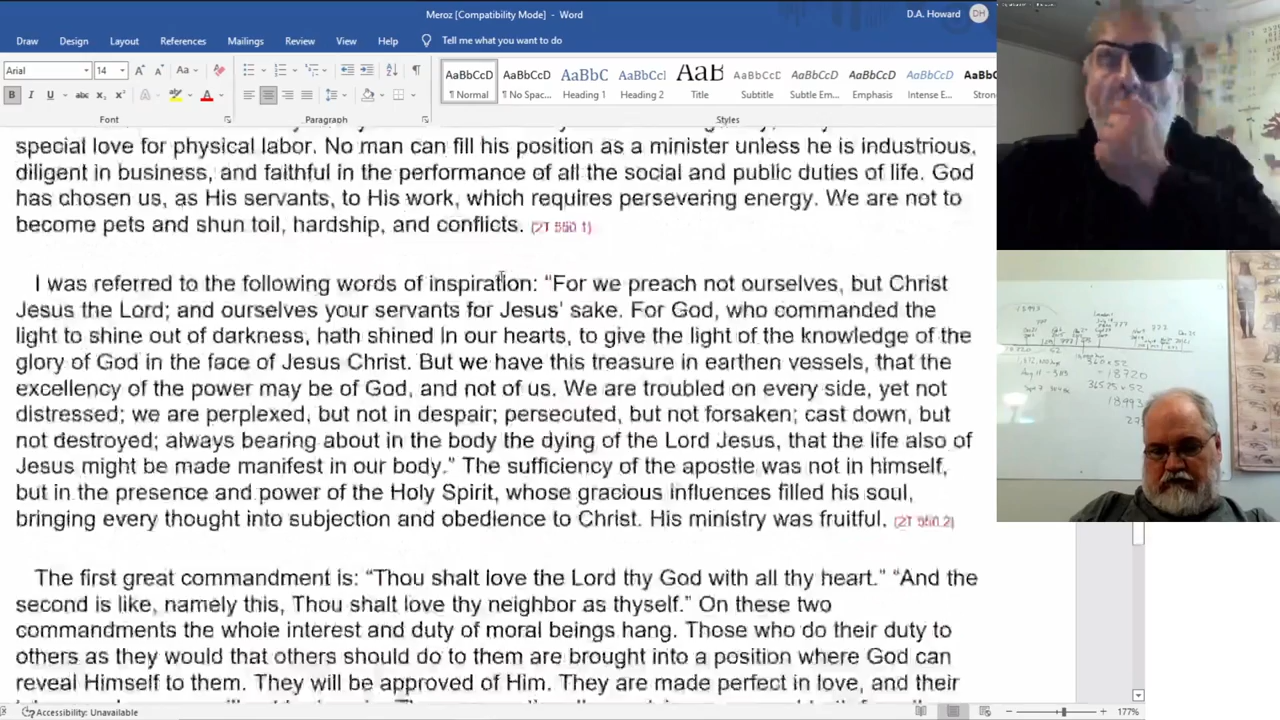 Meroz [Compatibility Mode] - Word
D.A. Howard
DH
Draw Design Layout References Mailings Review View Help Tell me what you want to do
Arial 14
AaBbCcD AaBbCcD AaBbC AaBbCcI AaB AaBbCcD AaBbCcD AaBbCcD AaBbCcD AaBbC
¶ Normal ¶ No Spac... Heading 1 Heading 2 Title Subtitle Subtle Em... Emphasis Intense E... Stron
Font Paragraph Styles
special love for physical labor. No man can fill his position as a minister unless he is industrious,
diligent in business, and faithful in the performance of all the social and public duties of life. God
has chosen us, as His servants, to His work, which requires persevering energy. We are not to
become pets and shun toil, hardship, and conflicts. {2T 550.1}
I was referred to the following words of inspiration: “For we preach not ourselves, but Christ
Jesus the Lord; and ourselves your servants for Jesus’ sake. For God, who commanded the
light to shine out of darkness, hath shined in our hearts, to give the light of the knowledge of the
glory of God in the face of Jesus Christ. But we have this treasure in earthen vessels, that the
excellency of the power may be of God, and not of us. We are troubled on every side, yet not
distressed; we are perplexed, but not in despair; persecuted, but not forsaken; cast down, but
not destroyed; always bearing about in the body the dying of the Lord Jesus, that the life also of
Jesus might be made manifest in our body.” The sufficiency of the apostle was not in himself,
but in the presence and power of the Holy Spirit, whose gracious influences filled his soul,
bringing every thought into subjection and obedience to Christ. His ministry was fruitful. {2T 550.2}
The first great commandment is: “Thou shalt love the Lord thy God with all thy heart.” “And the
second is like, namely this, Thou shalt love thy neighbor as thyself.” On these two
commandments the whole interest and duty of moral beings hang. Those who do their duty to
others as they would that others should do to them are brought into a position where God can
reveal Himself to them. They will be approved of Him. They are made perfect in love, and their
Accessibility: Unavailable
177%
18720
365.25 x 52
18,993